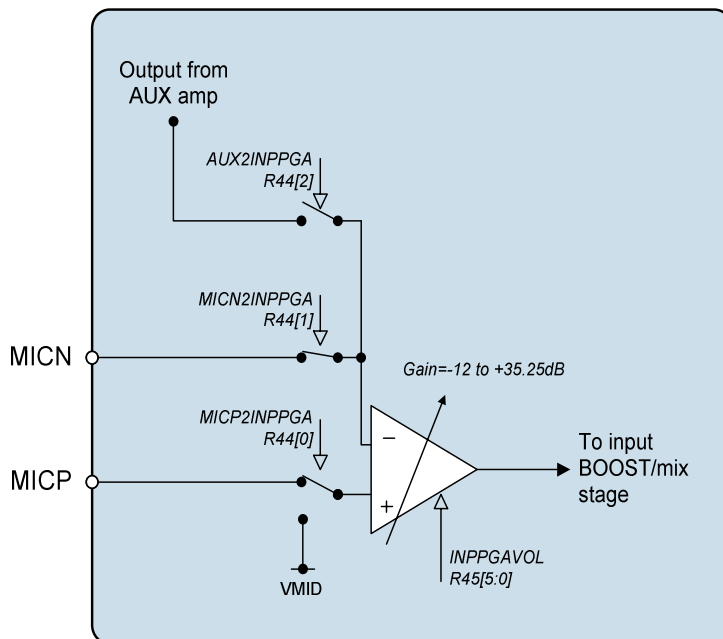 Output from
AUX amp
AUX2INPPGA
R44[2]
MICN2INPPGA
R44[1]
MICN
Gain=-12 to +35.25dB
MICP2INPPGA
R44[0]
MICP
−
+
To input
BOOST/mix
stage
VMID
INPPGAVOL
R45[5:0]